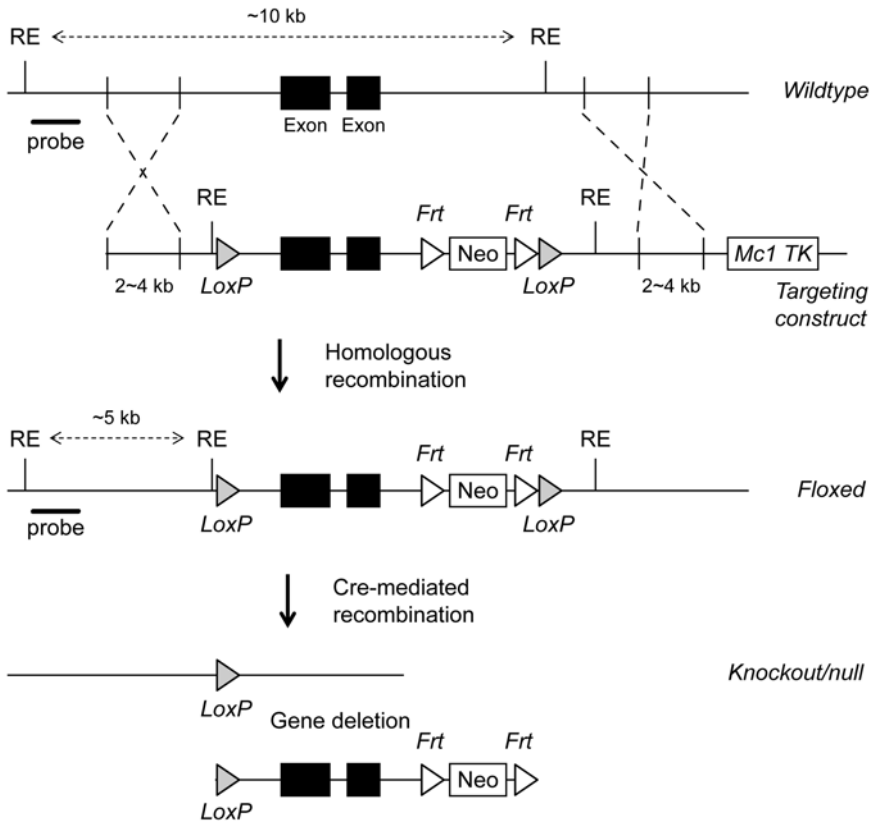 ~10 kb
RE RE
Wildtype
Exon Exon
probe
x
RE Frt Frt RE
Neo Mc1 TK
2~4 kb LoxP LoxP 2~4 kb
Targeting
construct
Homologous
recombination
~5 kb
RE RE Frt Frt RE
Neo Floxed
probe LoxP LoxP
Cre-mediated
recombination
Knockout/null
LoxP
Gene deletion
Frt Frt
Neo
LoxP